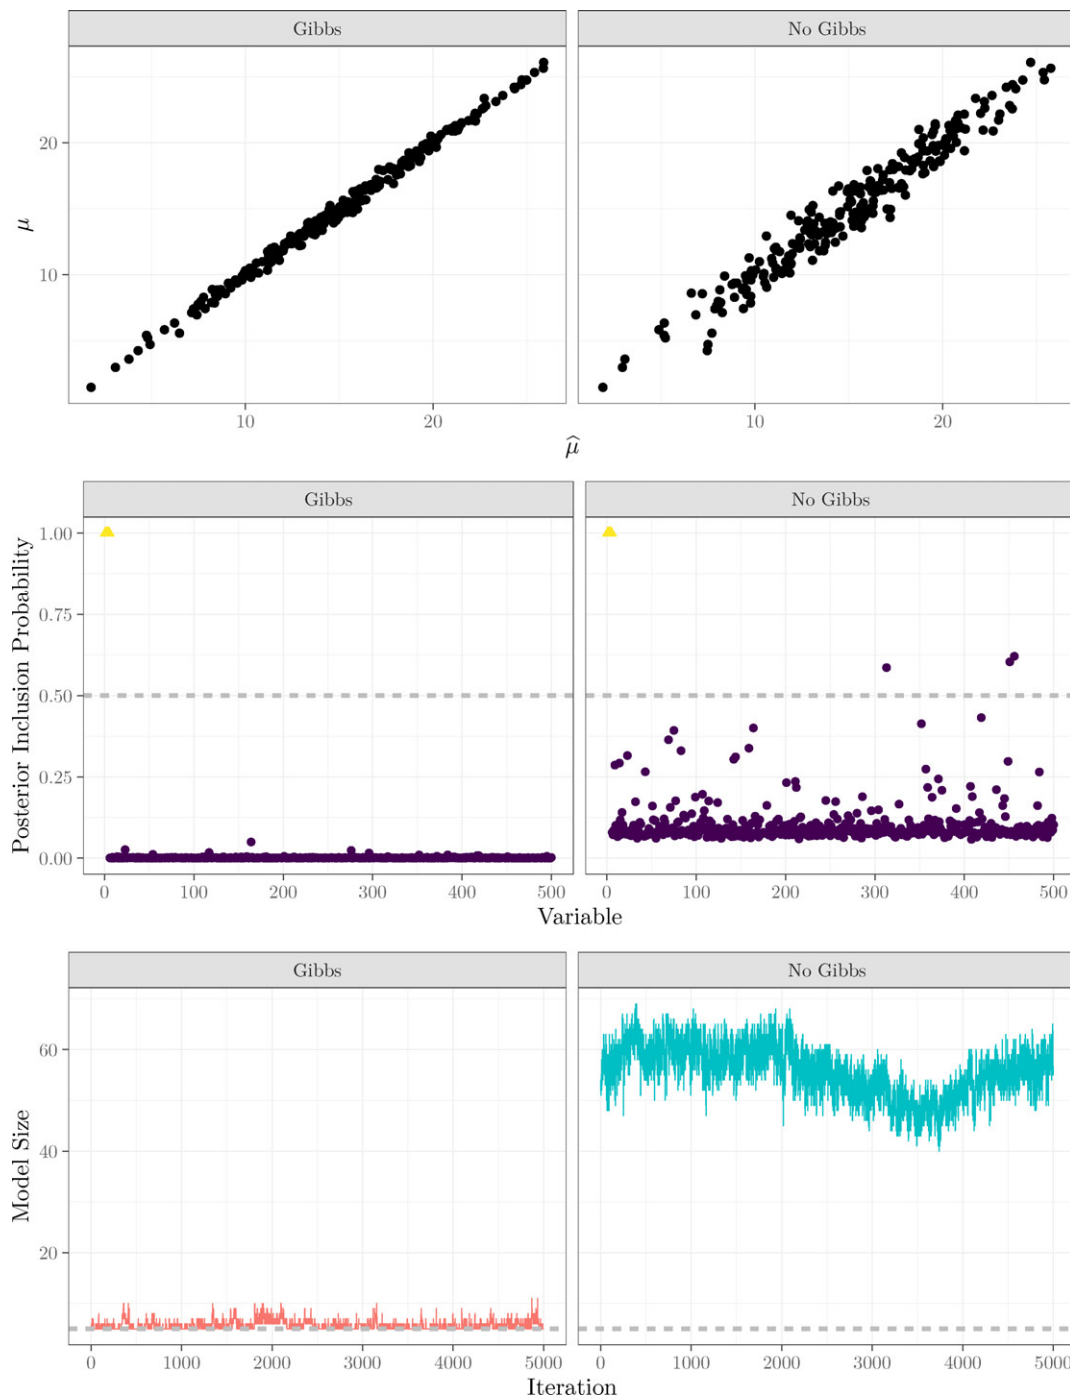 Gibbs No Gibbs
20
10
μ
10 20 10 20
μ̂
Gibbs No Gibbs
1.00
0.75
0.50
0.25
0.00
Posterior Inclusion Probability
0 100 200 300 400 500 0 100 200 300 400 500
Variable
Gibbs No Gibbs
60
40
20
Model Size
0 1000 2000 3000 4000 5000 0 1000 2000 3000 4000 5000
Iteration